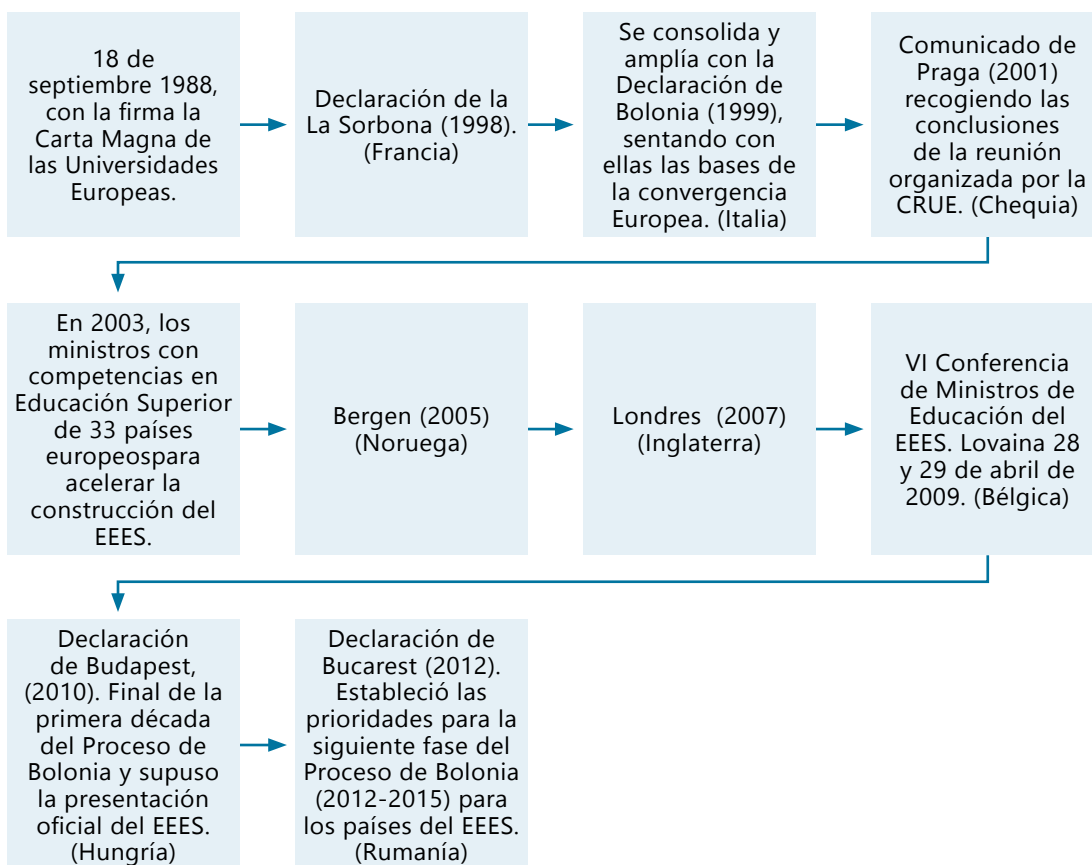 18 de
septiembre 1988,
con la firma la
Carta Magna de
las Universidades
Europeas.
Declaración de la
La Sorbona (1998).
(Francia)
Se consolida y
amplía con la
Declaración de
Bolonia (1999),
sentando con
ellas las bases de
la convergencia
Europea. (Italia)
Comunicado de
Praga (2001)
recogiendo las
conclusiones
de la reunión
organizada por la
CRUE. (Chequia)
En 2003, los
ministros con
competencias en
Educación Superior
de 33 países
europeospara
acelerar la
construcción del
EEES.
Bergen (2005)
(Noruega)
Londres (2007)
(Inglaterra)
VI Conferencia
de Ministros de
Educación del
EEES. Lovaina 28
y 29 de abril de
2009. (Bélgica)
Declaración
de Budapest,
(2010). Final de la
primera década
del Proceso de
Bolonia y supuso
la presentación
oficial del EEES.
(Hungría)
Declaración de
Bucarest (2012).
Estableció las
prioridades para la
siguiente fase del
Proceso de Bolonia
(2012-2015) para
los países del EEES.
(Rumanía)